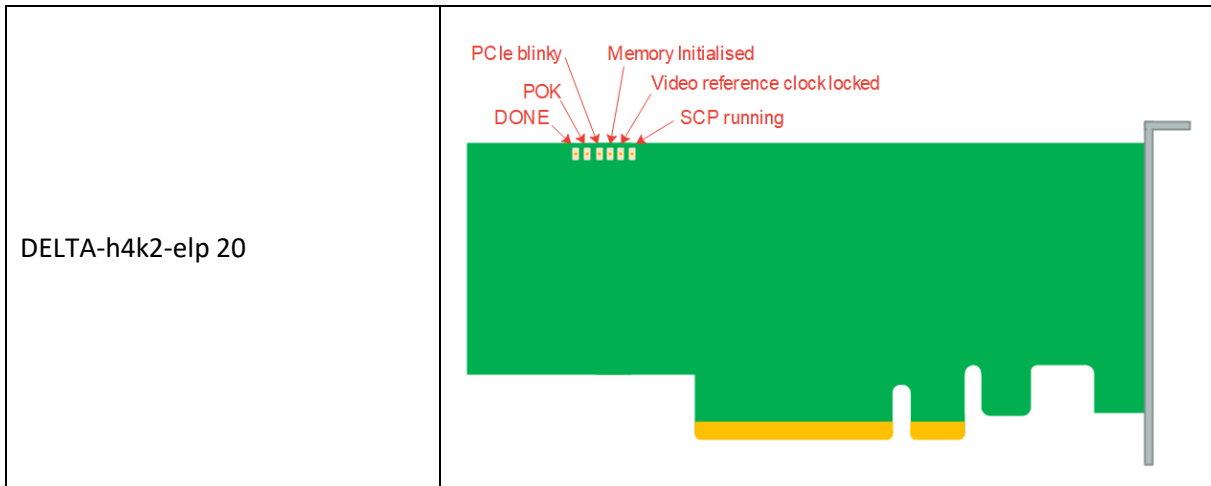 DELTA-h4k2-elp 20
PCIe blinky
Memory Initialised
POK
Video reference clock locked
DONE
SCP running